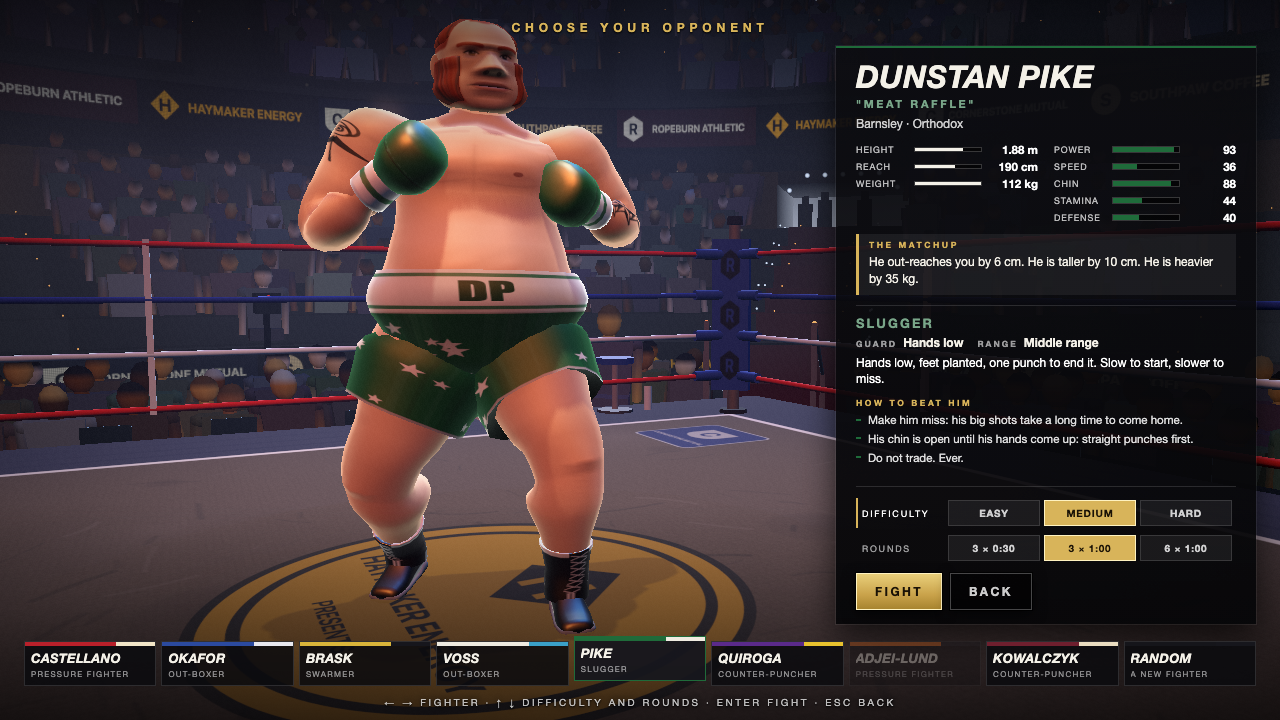 CHOOSE YOUR OPPONENT
ROPEBURN ATHLETIC
HAYMAKER ENERGY
SOUTHPAW COFFEE
ROPEBURN ATHLETIC
SOUTHPAW COFFEE
DP
R
R
R
DUNSTAN PIKE
"MEAT RAFFLE"
Barnsley · Orthodox
HEIGHT 1.88 m
REACH 190 cm
WEIGHT 112 kg
POWER 93
SPEED 36
CHIN 88
STAMINA 44
DEFENSE 40
THE MATCHUP
He out-reaches you by 6 cm. He is taller by 10 cm. He is heavier
by 35 kg.
SLUGGER
GUARD Hands low RANGE Middle range
Hands low, feet planted, one punch to end it. Slow to start, slower to
miss.
HOW TO BEAT HIM
– Make him miss: his big shots take a long time to come home.
– His chin is open until his hands come up: straight punches first.
– Do not trade. Ever.
DIFFICULTY EASY MEDIUM HARD
ROUNDS 3 × 0:30 3 × 1:00 6 × 1:00
FIGHT BACK
CASTELLANO
PRESSURE FIGHTER
OKAFOR
OUT-BOXER
BRASK
SWARMER
VOSS
OUT-BOXER
PIKE
SLUGGER
QUIROGA
COUNTER-PUNCHER
ADJEI-LUND
PRESSURE FIGHTER
KOWALCZYK
COUNTER-PUNCHER
RANDOM
A NEW FIGHTER
← → FIGHTER · ↑ ↓ DIFFICULTY AND ROUNDS · ENTER FIGHT · ESC BACK